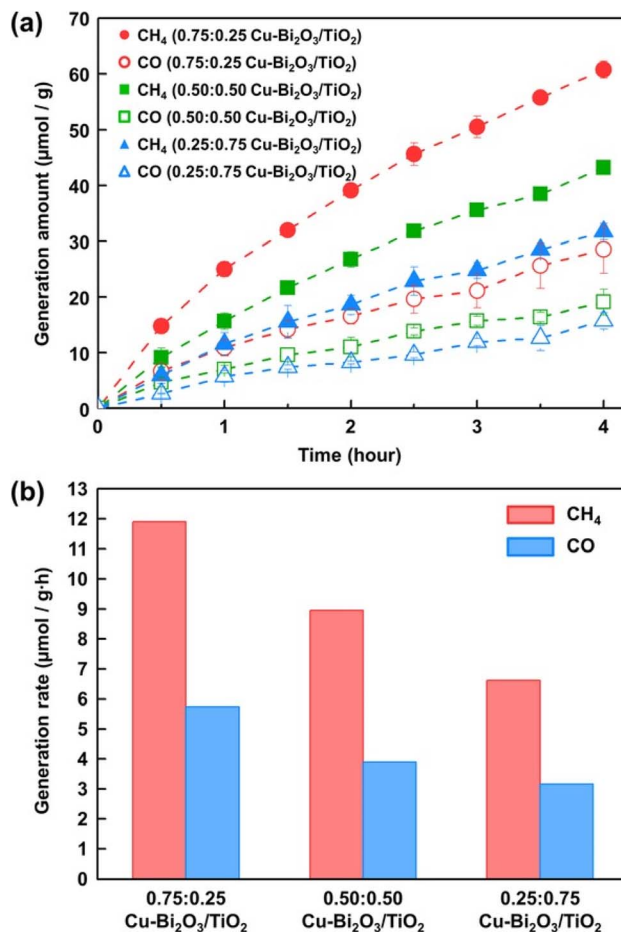 (a)
70
60
50
40
30
20
10
0
Generation amount (μmol / g)
CH₄ (0.75:0.25 Cu-Bi₂O₃/TiO₂)
CO (0.75:0.25 Cu-Bi₂O₃/TiO₂)
CH₄ (0.50:0.50 Cu-Bi₂O₃/TiO₂)
CO (0.50:0.50 Cu-Bi₂O₃/TiO₂)
CH₄ (0.25:0.75 Cu-Bi₂O₃/TiO₂)
CO (0.25:0.75 Cu-Bi₂O₃/TiO₂)
0 1 2 3 4
Time (hour)
(b)
13
12
11
10
9
8
7
6
5
4
3
2
1
0
Generation rate (μmol / g·h)
CH₄
CO
0.75:0.25 0.50:0.50 0.25:0.75
Cu-Bi₂O₃/TiO₂ Cu-Bi₂O₃/TiO₂ Cu-Bi₂O₃/TiO₂